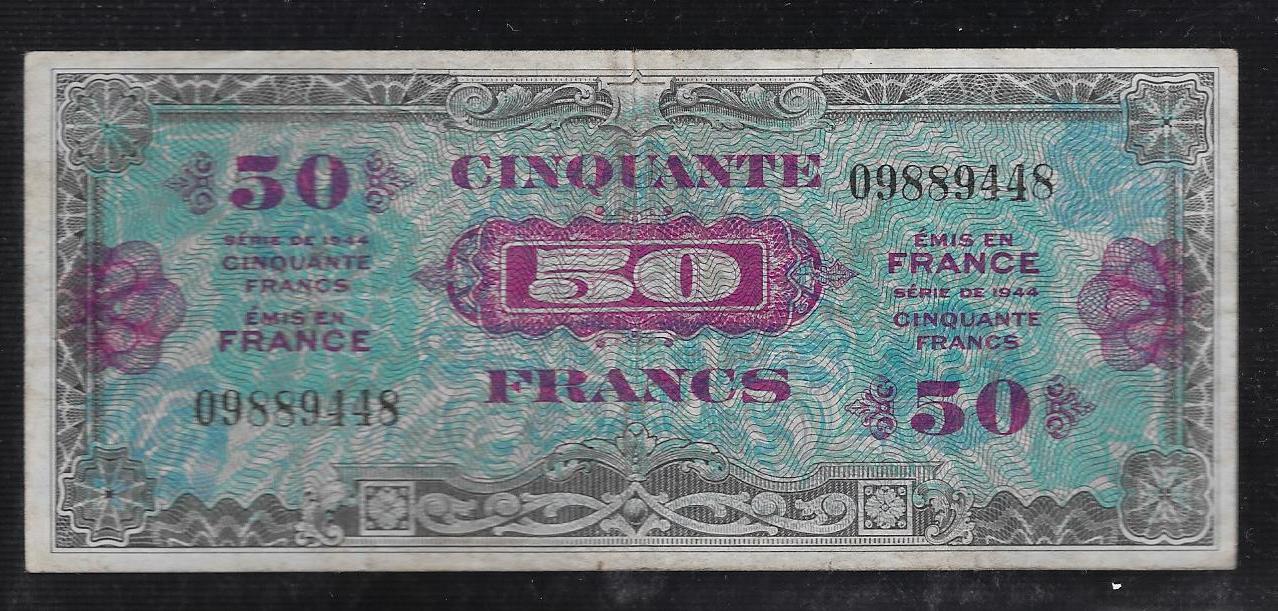 50
SÉRIE DE 1944
CINQUANTE
FRANCS
ÉMIS EN
FRANCE
09889448
CINQUANTE
50
FRANCS
09889448
ÉMIS EN
FRANCE
SÉRIE DE 1944
CINQUANTE
FRANCS
50